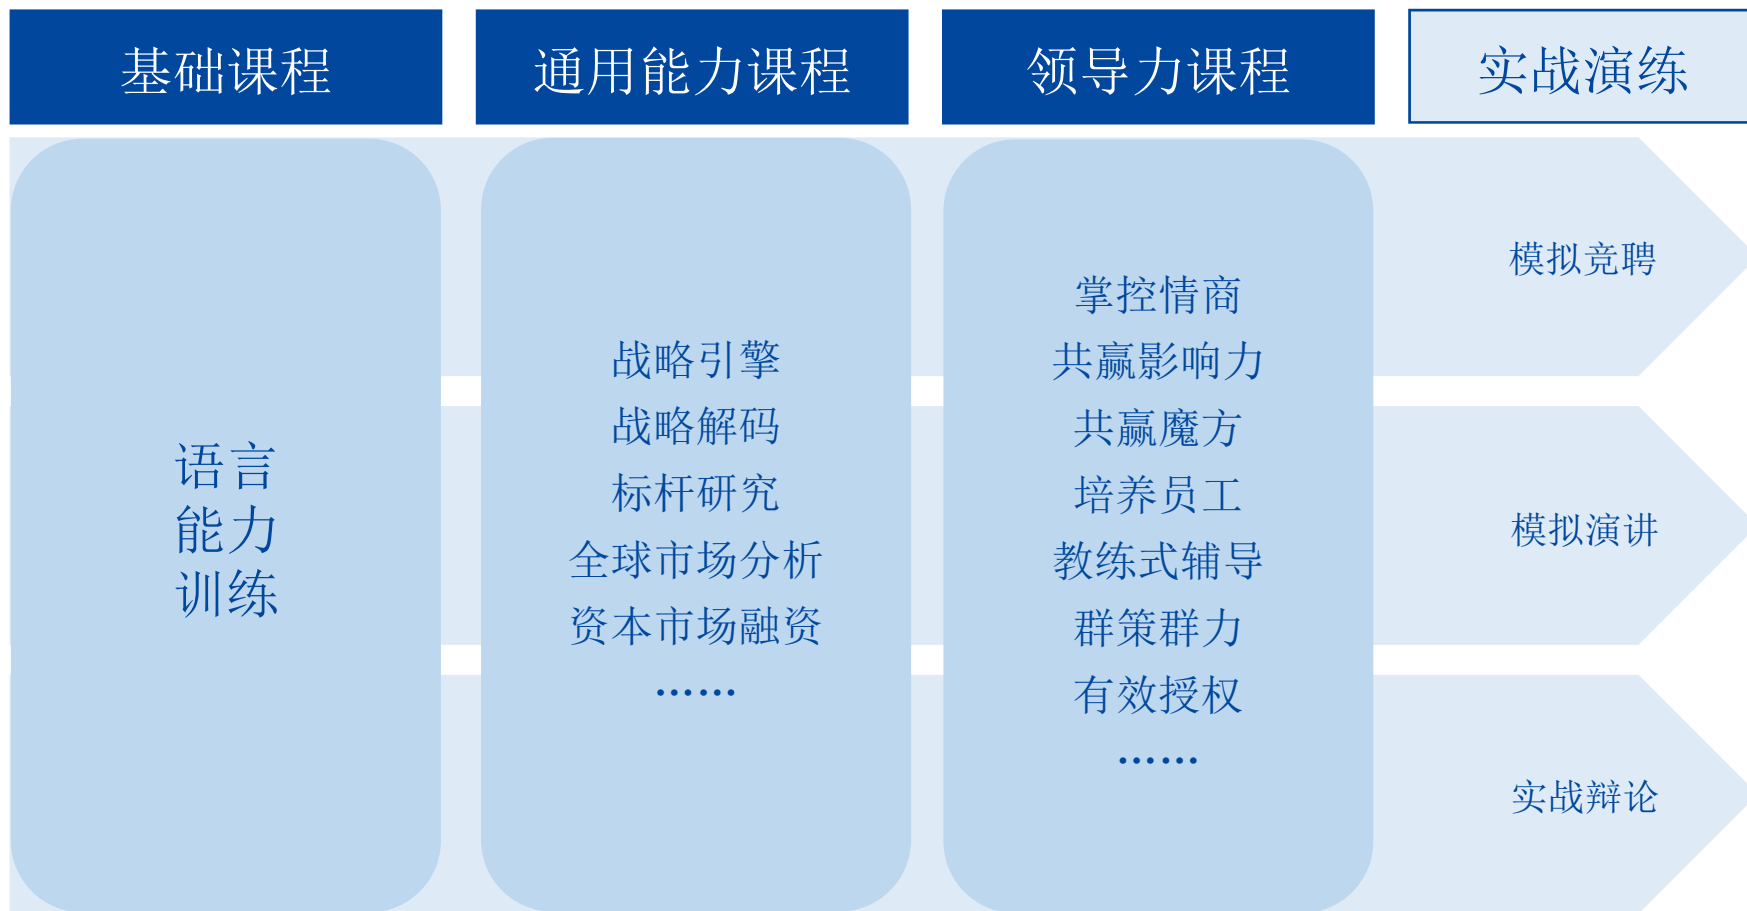 基础课程
通用能力课程
领导力课程
实战演练
语言
能力
训练
战略引擎
战略解码
标杆研究
全球市场分析
资本市场融资
……
掌控情商
共赢影响力
共赢魔方
培养员工
教练式辅导
群策群力
有效授权
……
模拟竞聘
模拟演讲
实战辩论